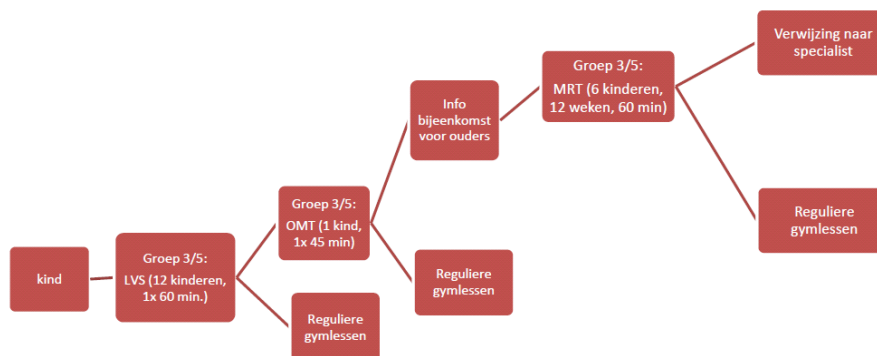 kind
Groep 3/5:
LVS (12 kinderen,
1x 60 min.)
Groep 3/5:
OMT (1 kind,
1x 45 min)
Reguliere
gymlessen
Info
bijeenkomst
voor ouders
Reguliere
gymlessen
Groep 3/5:
MRT (6 kinderen,
12 weken, 60 min)
Verwijzing naar
specialist
Reguliere
gymlessen